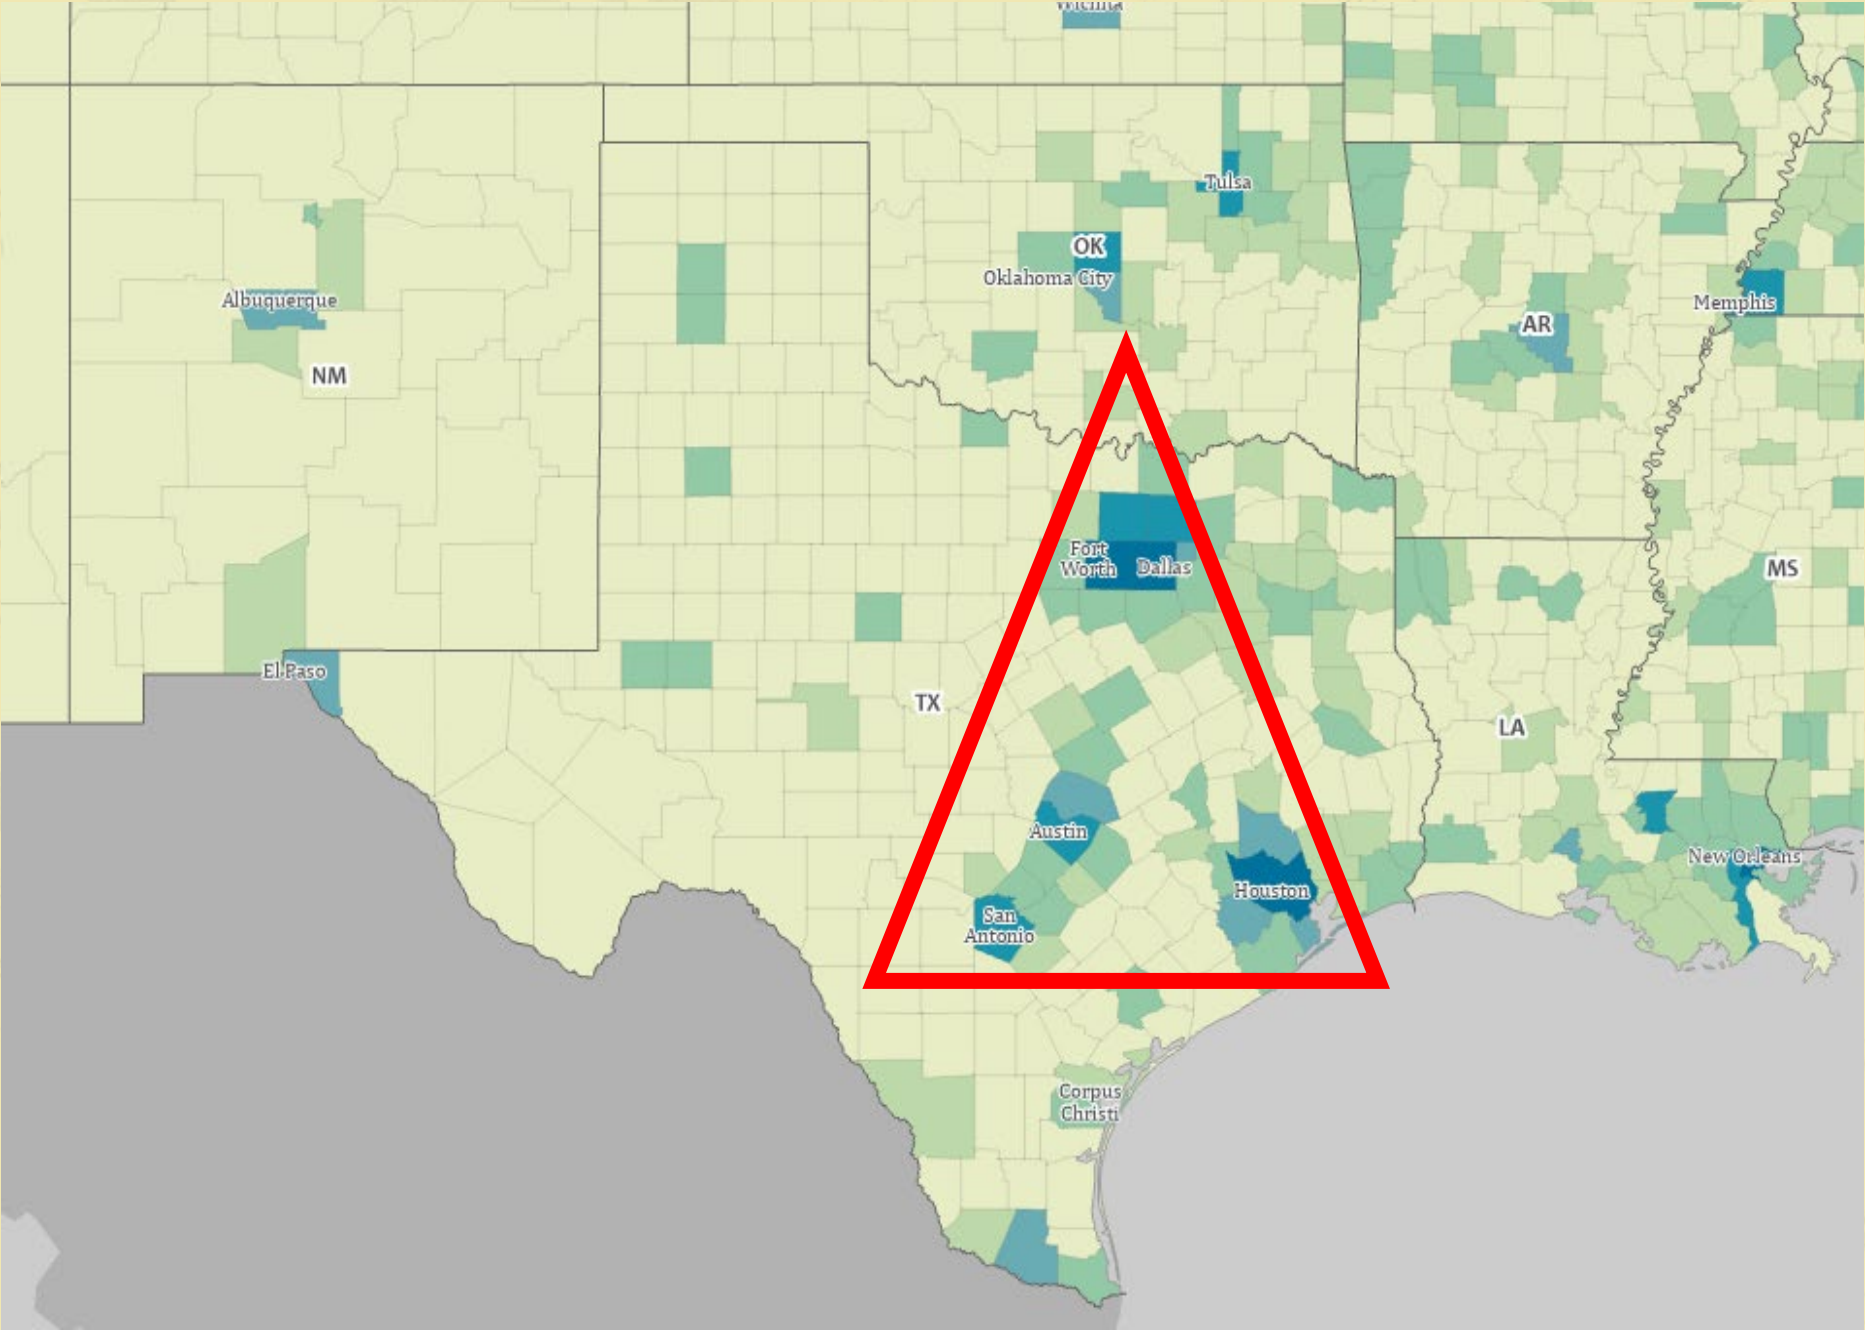 Wichita
Tulsa
OK
Oklahoma City
Albuquerque
Memphis
AR
NM
Fort
Worth
Dallas
MS
El Paso
TX
LA
Austin
New Orleans
Houston
San
Antonio
Corpus
Christi